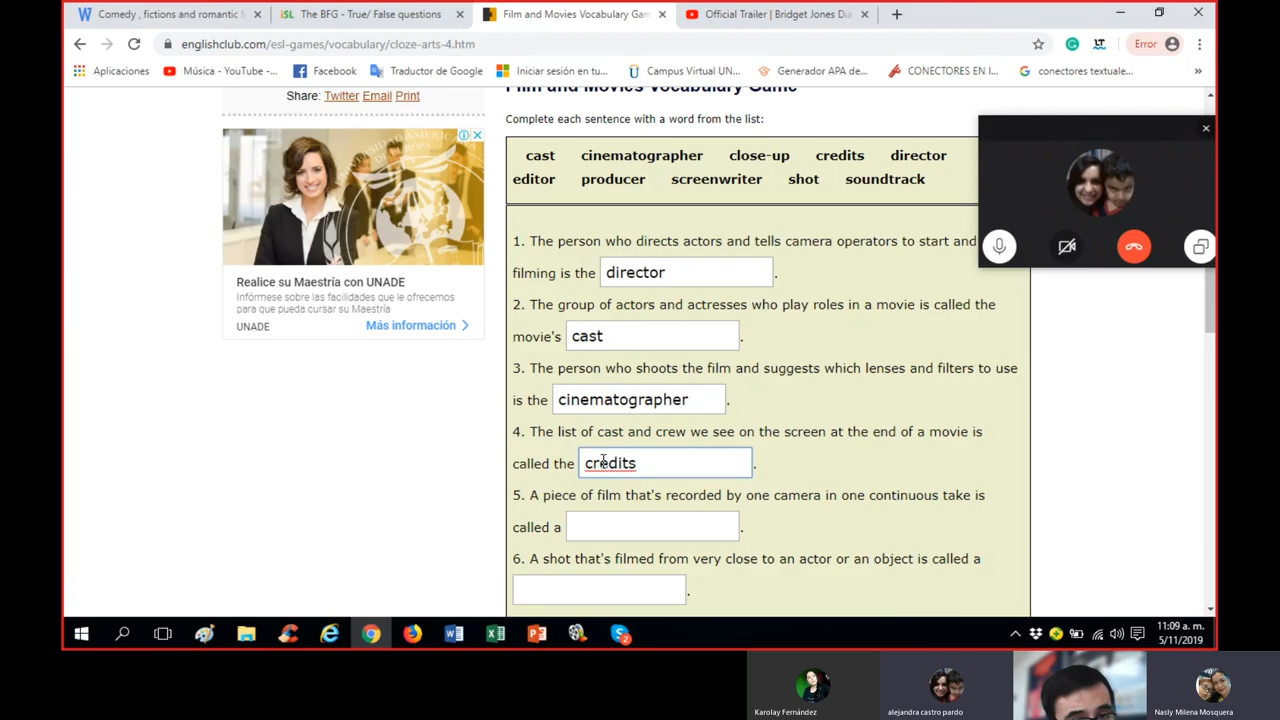 Comedy , fictions and romantic
The BFG - True/ False questions
Film and Movies Vocabulary Gam
Official Trailer | Bridget Jones Dia
englishclub.com/esl-games/vocabulary/cloze-arts-4.htm
Error
Aplicaciones
Música - YouTube -...
Facebook
Traductor de Google
Iniciar sesión en tu...
Campus Virtual UN...
Generador APA de...
CONECTORES EN I...
conectores textuale...
»
Share: Twitter Email Print
Film and Movies Vocabulary Game
Complete each sentence with a word from the list:
cast cinematographer close-up credits director
editor producer screenwriter shot soundtrack
Realice su Maestría con UNADE
Infórmese sobre las facilidades que le ofrecemos
para que pueda cursar su Maestría
UNADE
Más información
1. The person who directs actors and tells camera operators to start and
filming is the director .
2. The group of actors and actresses who play roles in a movie is called the
movie's cast .
3. The person who shoots the film and suggests which lenses and filters to use
is the cinematographer .
4. The list of cast and crew we see on the screen at the end of a movie is
called the credits .
5. A piece of film that's recorded by one camera in one continuous take is
called a .
6. A shot that's filmed from very close to an actor or an object is called a
.
11:09 a. m.
5/11/2019
Karolay Fernández
alejandra castro pardo
Nasly Milena Mosquera